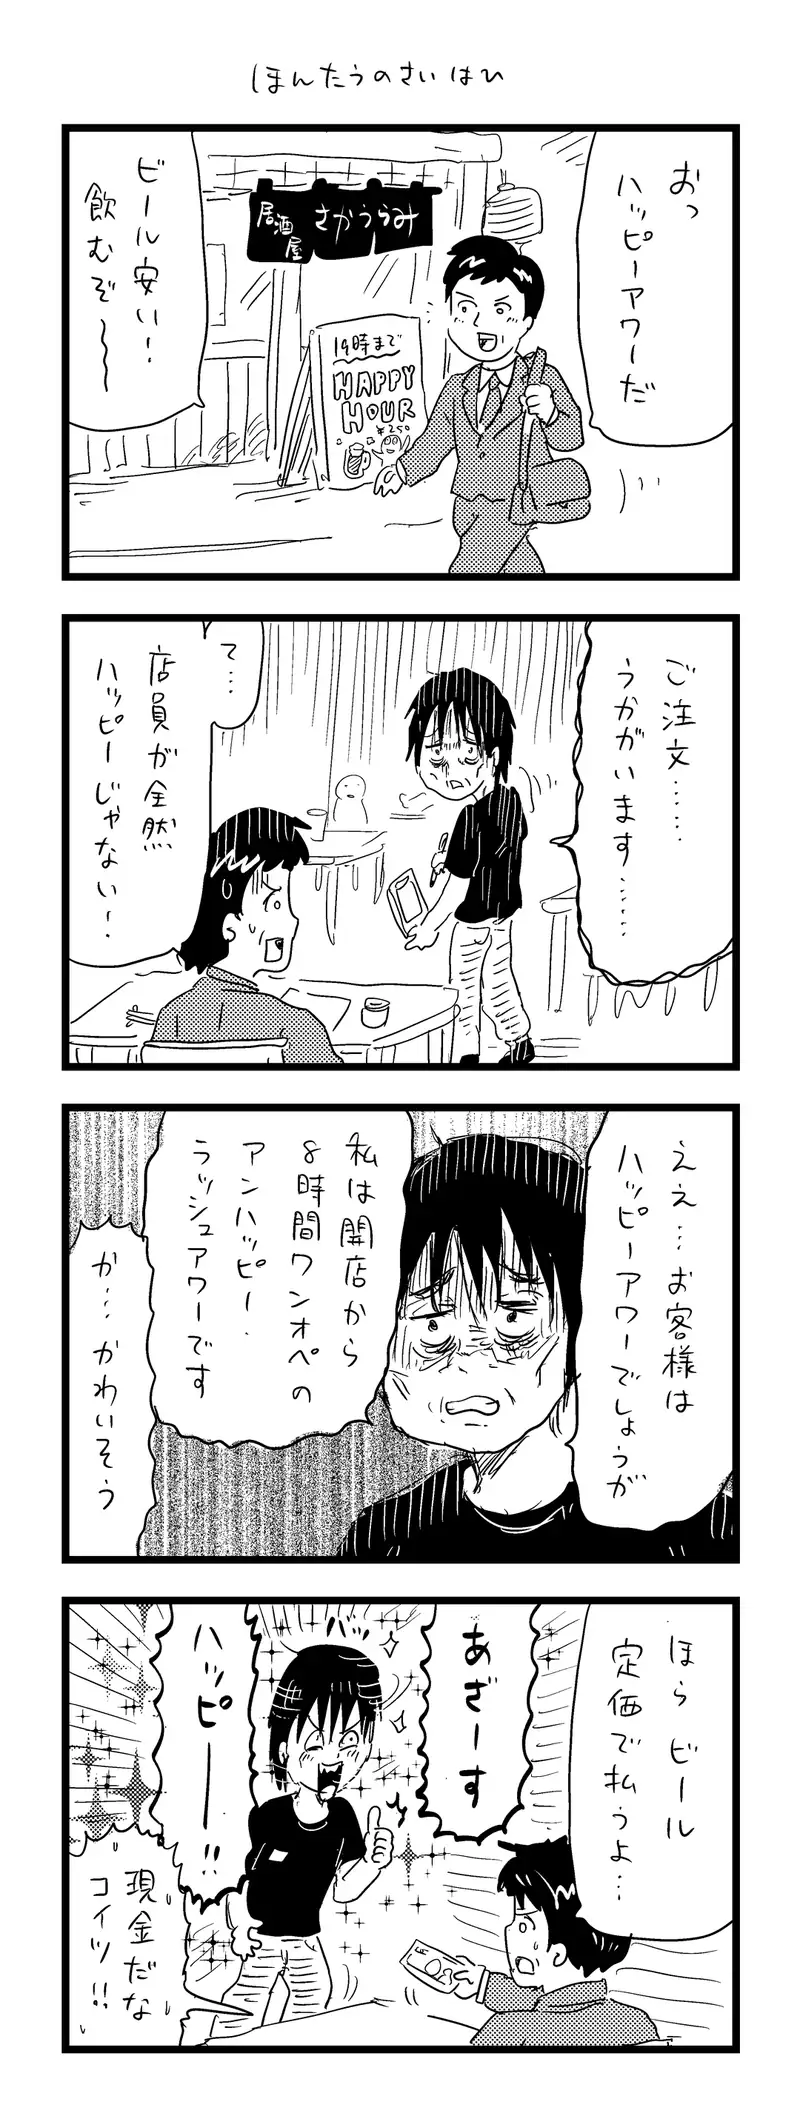 ほんたうのさいはひ
おっ
ハッピーアワーだ
居酒屋
さかうらみ
19時まで
HAPPY
HOUR
¥250
ビール安い!
飲むぞ〜〜
ご注文……
うかがいます……
て…
店員が全然
ハッピーじゃない!
ええ…お客様は
ハッピーアワーでしょうが
私は開店から
8時間ワンオペの
アンハッピー・
ラッシュアワーです
か…かわいそう
ほら ビール
定価で払うよ…
あざーす
バッ
ハッピー!!
現金だな
コイツ!!